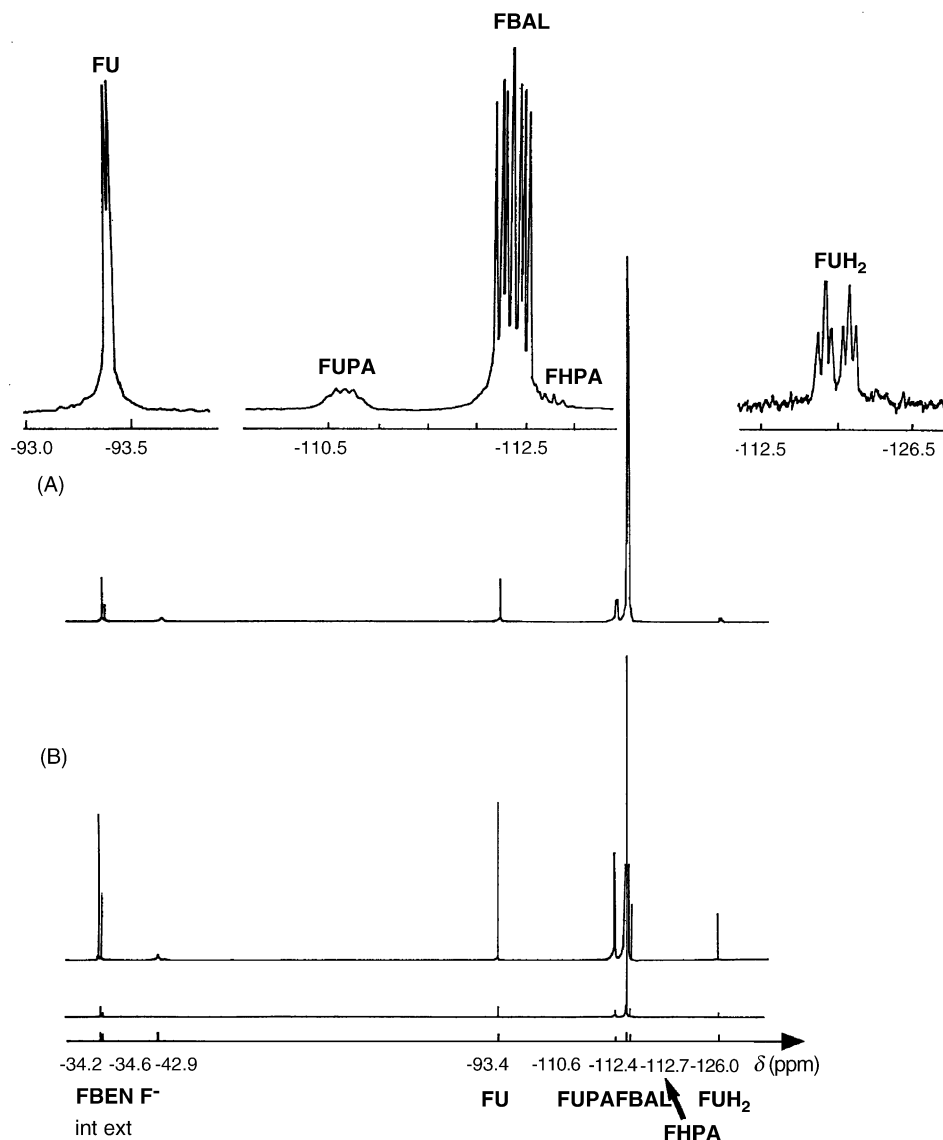 FBAL
FU
FUH₂
FUPA
FHPA
-93.0 -93.5 -110.5 -112.5 -112.5 -126.5
(A)
(B)
-34.2 -34.6 -42.9 -93.4 -110.6 -112.4 -112.7 -126.0 δ (ppm)
FBEN F⁻ FU FUPA FBAL FUH₂
int ext
FHPA